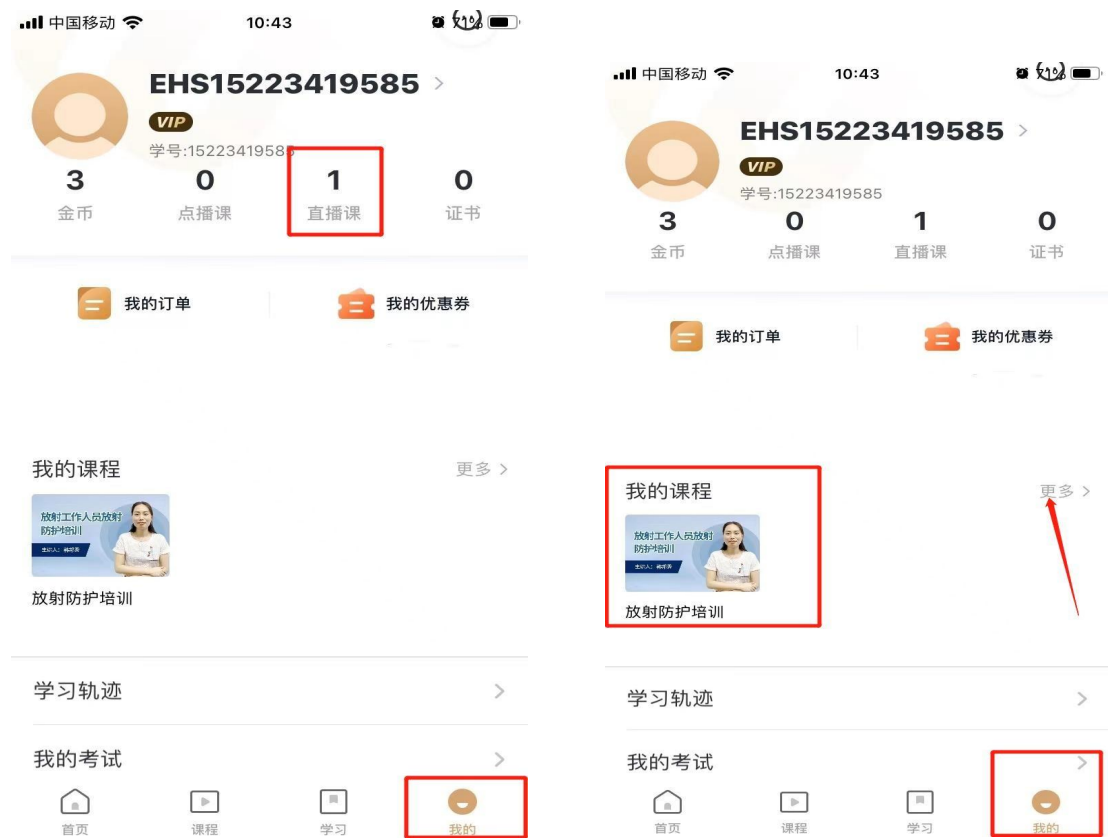 中国移动
10:43
71%
EHS15223419585
VIP
学号:15223419585
3 0 1 0
金币 点播课 直播课 证书
我的订单 我的优惠券
我的课程 更多
放射工作人员放射
防护培训
放射防护培训
学习轨迹
我的考试
首页 课程 学习 我的
中国移动
10:43
71%
EHS15223419585
VIP
学号:15223419585
3 0 1 0
金币 点播课 直播课 证书
我的订单 我的优惠券
我的课程 更多
放射工作人员放射
防护培训
放射防护培训
学习轨迹
我的考试
首页 课程 学习 我的